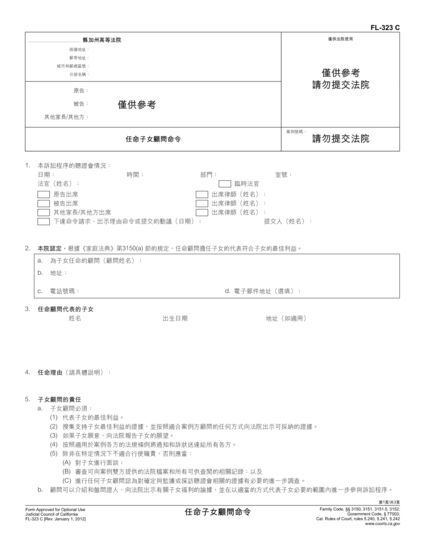 FL-323 C
縣加州高等法院
僅供法院使用
街道地址：
郵寄地址：
城市和郵遞區號：
分部名稱：
僅供參考
請勿提交法院
原告：
被告： 僅供參考
其他家長/其他方：
任命子女顧問命令
案例號碼：
請勿提交法院
1. 本訴訟程序的聽證會情況：
日期： 時間： 部門： 室號：
法官（姓名）： 臨時法官
原告出席 出席律師（姓名）：
被告出席 出席律師（姓名）：
其他家長/其他方出席 出席律師（姓名）：
下達命令請求、出示理由命令或提交的動議（日期）： 提交人（姓名）：
2. 本院認定，根據《家庭法典》第3150(a) 節的規定，任命顧問擔任子女的代表符合子女的最佳利益。
a. 為子女任命的顧問（顧問姓名）：
b. 地址：
c. 電話號碼： d. 電子郵件地址（選填）：
3. 任命顧問代表的子女
姓名 出生日期 地址（如適用）
4. 任命理由（請具體說明）：
5. 子女顧問的責任
a. 子女顧問必須：
(1) 代表子女的最佳利益。
(2) 搜集支持子女最佳利益的證據，並按照適合案例方顧問的任何方式向法院出示可採納的證據。
(3) 如果子女願意，向法院報告子女的願望。
(4) 按照適用於案例各方的法規條例將通知和訴狀送達給所有各方。
(5) 除非在特定情況下不適合行使職責，否則應當：
(A) 對子女進行面談；
(B) 審查可向案例雙方提供的法院檔案和所有可供查閱的相關記錄；以及
(C) 進行任何子女顧問認為對確定與監護或探訪聽證會相關的證據有必要的進一步調查。
b. 顧問可以介紹和盤問證人、向法院出示有關子女福利的論據，並在以適當的方式代表子女必要的範圍內進一步參與訴訟程序。
第1頁/共3頁
Form Approved for Optional Use
Judicial Council of California
FL-323 C [Rev. January 1, 2012]
任命子女顧問命令
Family Code, §§ 3150, 3151, 3151.5, 3152;
Government Code, § 77003;
Cal. Rules of Court, rules 5.240, 5.241, 5.242
www.courts.ca.gov